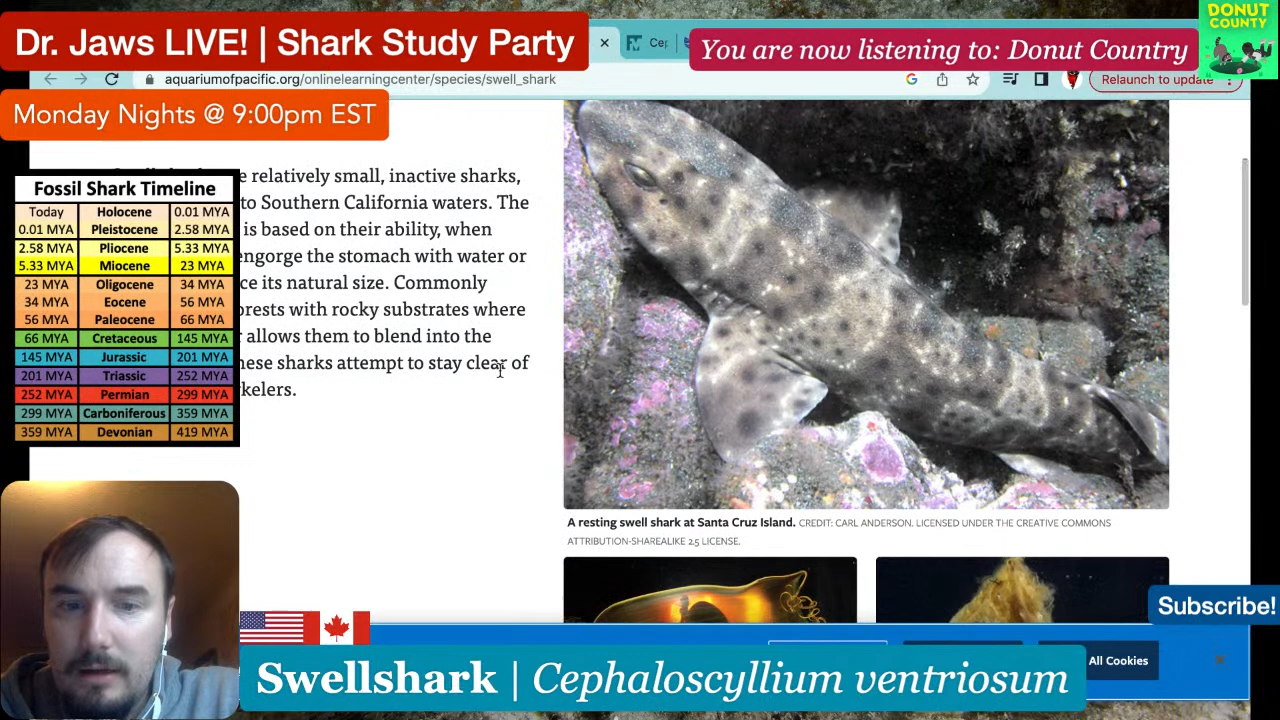 Dr. Jaws LIVE! | Shark Study Party
You are now listening to: Donut Country
DONUT
COUNTY
aquariumofpacific.org/onlinelearningcenter/species/swell_shark
Relaunch to update
Monday Nights @ 9:00pm EST
relatively small, inactive sharks,
to Southern California waters. The
is based on their ability, when
engorge the stomach with water or
its natural size. Commonly
with rocky substrates where
allows them to blend into the
sharks attempt to stay clear of
Fossil Shark Timeline
Today Holocene 0.01 MYA
0.01 MYA Pleistocene 2.58 MYA
2.58 MYA Pliocene 5.33 MYA
5.33 MYA Miocene 23 MYA
23 MYA Oligocene 34 MYA
34 MYA Eocene 56 MYA
56 MYA Paleocene 66 MYA
66 MYA Cretaceous 145 MYA
145 MYA Jurassic 201 MYA
201 MYA Triassic 252 MYA
252 MYA Permian 299 MYA
299 MYA Carboniferous 359 MYA
359 MYA Devonian 419 MYA
A resting swell shark at Santa Cruz Island. CREDIT: CARL ANDERSON. LICENSED UNDER THE CREATIVE COMMONS
ATTRIBUTION-SHAREALIKE 2.5 LICENSE.
Subscribe!
All Cookies
Swellshark | Cephaloscyllium ventriosum